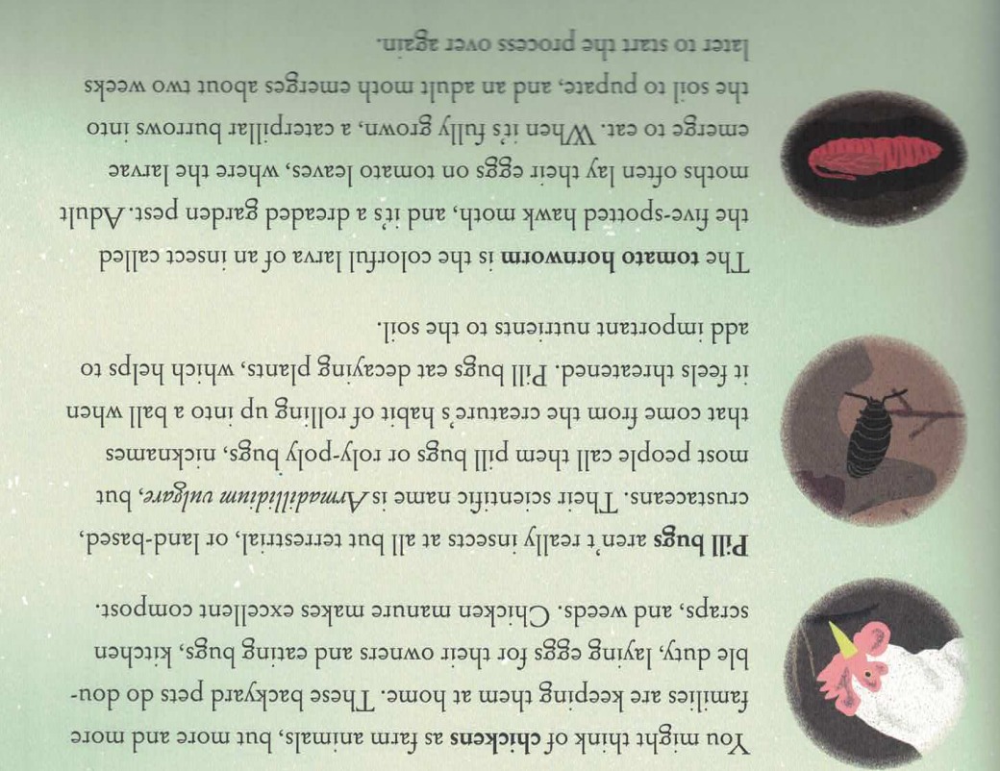 You might think of chickens as farm animals, but more and more
families are keeping them at home. These backyard pets do dou-
ble duty, laying eggs for their owners and eating bugs, kitchen
scraps, and weeds. Chicken manure makes excellent compost.
Pill bugs aren't really insects at all but terrestrial, or land-based,
crustaceans. Their scientific name is Armadillidium vulgare, but
most people call them pill bugs or roly-poly bugs, nicknames
that come from the creature's habit of rolling up into a ball when
it feels threatened. Pill bugs eat decaying plants, which helps to
add important nutrients to the soil.
The tomato hornworm is the colorful larva of an insect called
the five-spotted hawk moth, and it's a dreaded garden pest. Adult
moths often lay their eggs on tomato leaves, where the larvae
emerge to eat. When it's fully grown, a caterpillar burrows into
the soil to pupate, and an adult moth emerges about two weeks
later to start the process over again.